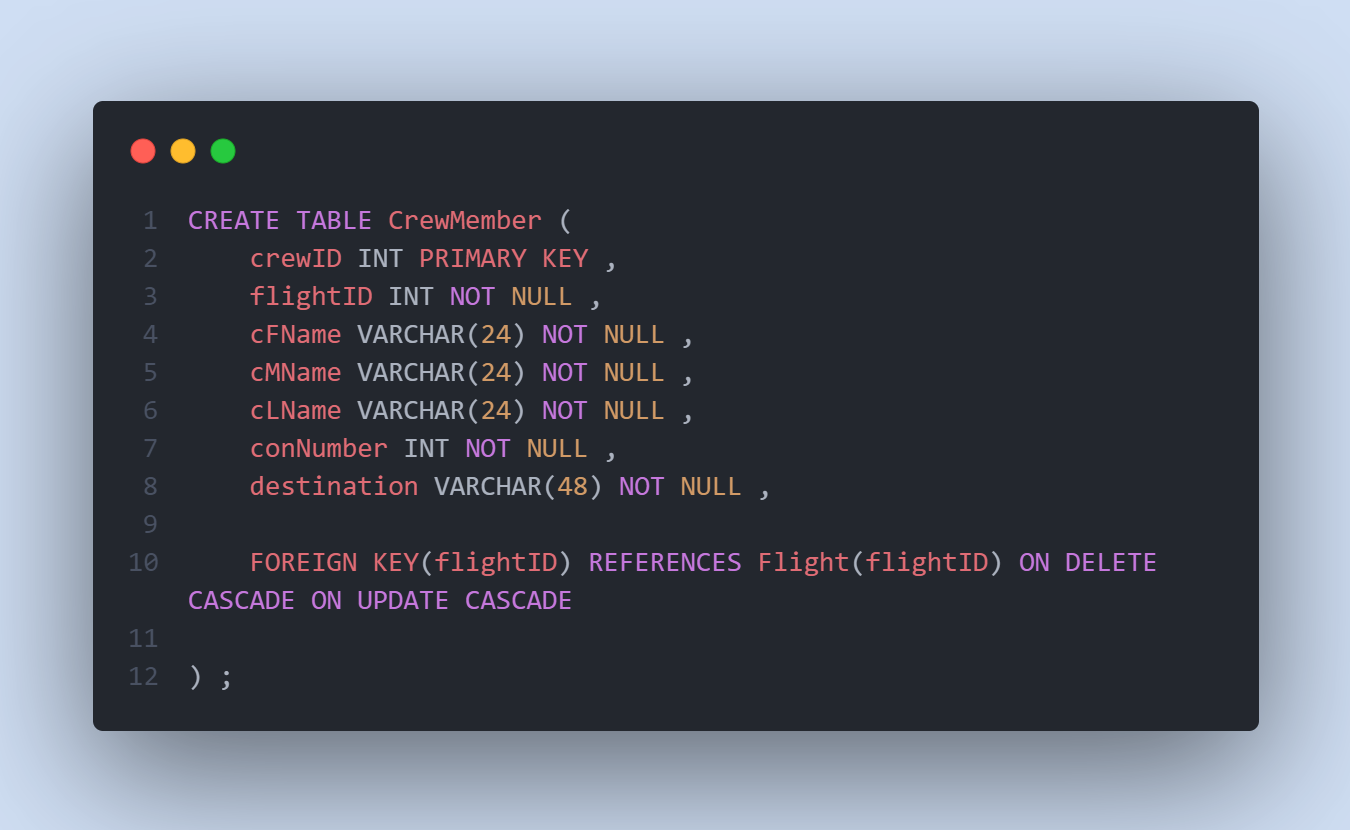 1 CREATE TABLE CrewMember (
2 crewID INT PRIMARY KEY ,
3 flightID INT NOT NULL ,
4 cFName VARCHAR(24) NOT NULL ,
5 cMName VARCHAR(24) NOT NULL ,
6 cLName VARCHAR(24) NOT NULL ,
7 conNumber INT NOT NULL ,
8 destination VARCHAR(48) NOT NULL ,
9
10 FOREIGN KEY(flightID) REFERENCES Flight(flightID) ON DELETE
CASCADE ON UPDATE CASCADE
11
12 ) ;